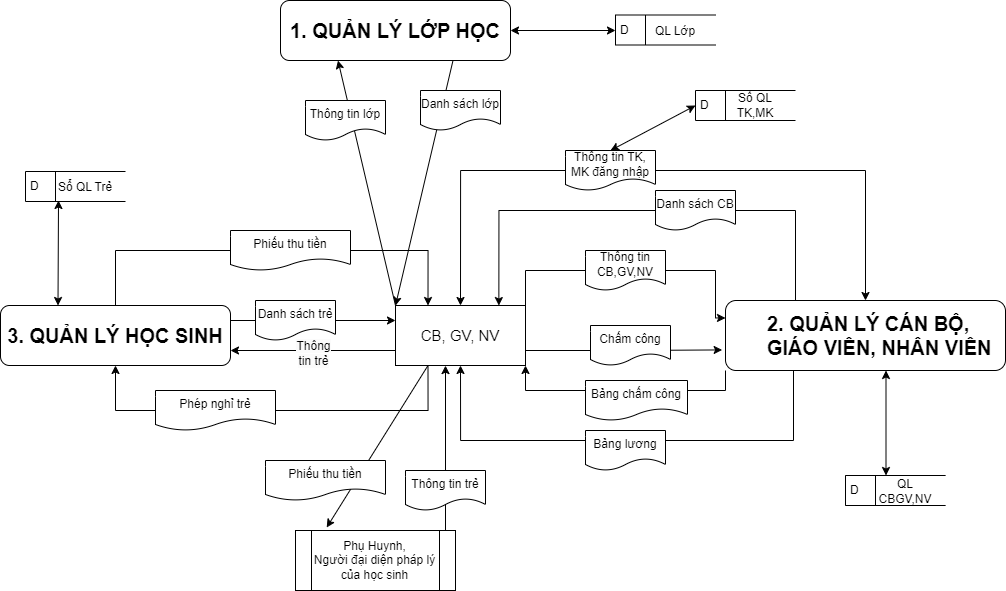 1. QUẢN LÝ LỚP HỌC
D
QL Lớp
Thông tin lớp
Danh sách lớp
D
Sổ QL
TK,MK
Thông tin TK,
MK đăng nhập
D
Sổ QL Trẻ
Danh sách CB
Phiếu thu tiền
Thông tin
CB,GV,NV
Danh sách trẻ
3. QUẢN LÝ HỌC SINH
CB, GV, NV
Thông
tin trẻ
Chấm công
2. QUẢN LÝ CÁN BỘ,
GIÁO VIÊN, NHÂN VIÊN
Phép nghỉ trẻ
Bảng chấm công
Bảng lương
Phiếu thu tiền
Thông tin trẻ
D
QL
CBGV,NV
Phụ Huynh,
Người đại diện pháp lý
của học sinh